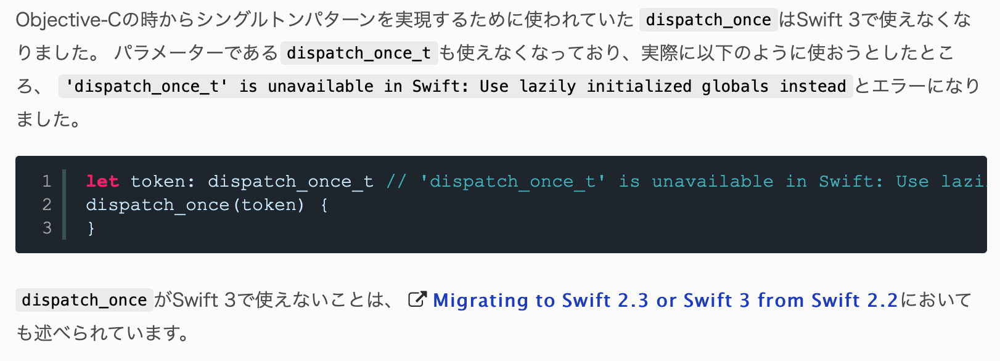 Objective-Cの時からシングルトンパターンを実現するために使われていた dispatch_once はSwift 3で使えなくな
りました。 パラメーターである dispatch_once_t も使えなくなっており、実際に以下のように使おうとしたとこ
ろ、 'dispatch_once_t' is unavailable in Swift: Use lazily initialized globals instead とエラーになり
ました。
1 let token: dispatch_once_t // 'dispatch_once_t' is unavailable in Swift: Use lazi
2 dispatch_once(token) {
3 }
dispatch_once がSwift 3で使えないことは、 Migrating to Swift 2.3 or Swift 3 from Swift 2.2において
も述べられています。